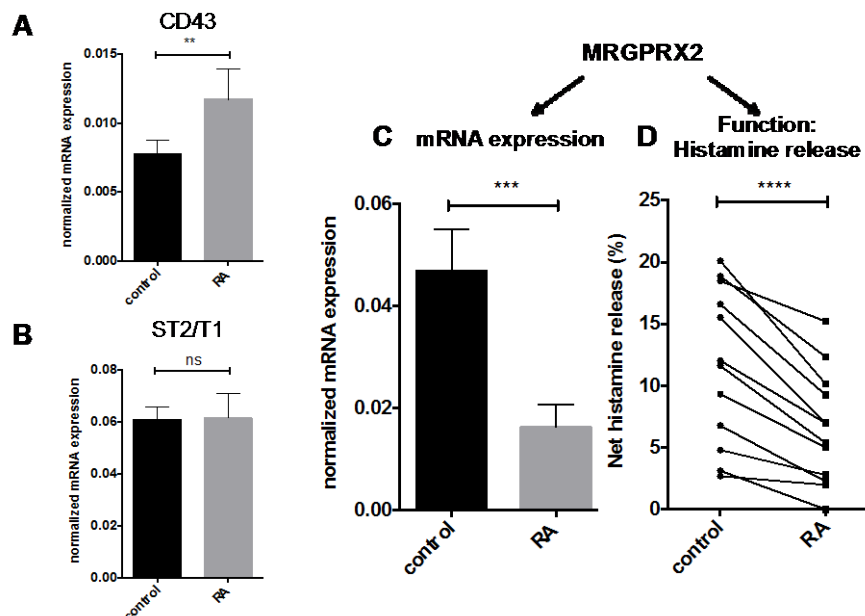 A
CD43
**
normalized mRNA expression
0.015
0.010
0.005
0.000
control
RA
B
ST2/T1
ns
normalized mRNA expression
0.08
0.06
0.04
0.02
0.00
control
RA
MRGPRX2
C
mRNA expression
***
normalized mRNA expression
0.06
0.04
0.02
0.00
control
RA
D
Function:
Histamine release
****
Net histamine release (%)
25
20
15
10
5
0
control
RA